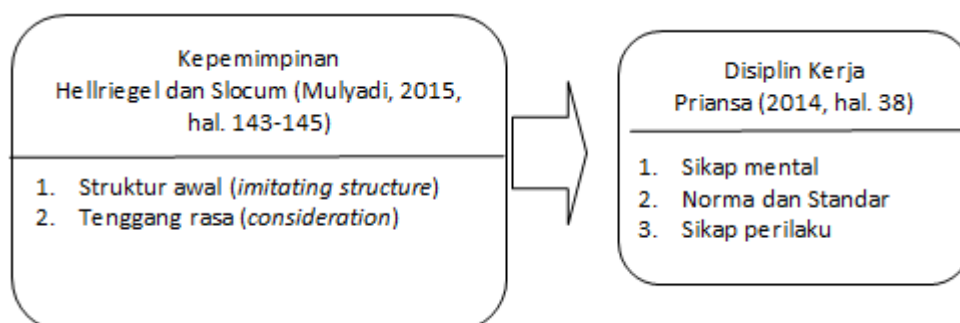 Kepemimpinan
Hellriegel dan Slocum (Mulyadi, 2015,
hal. 143-145)
1. Struktur awal (imitating structure)
2. Tenggang rasa (consideration)
Disiplin Kerja
Priansa (2014, hal. 38)
1. Sikap mental
2. Norma dan Standar
3. Sikap perilaku